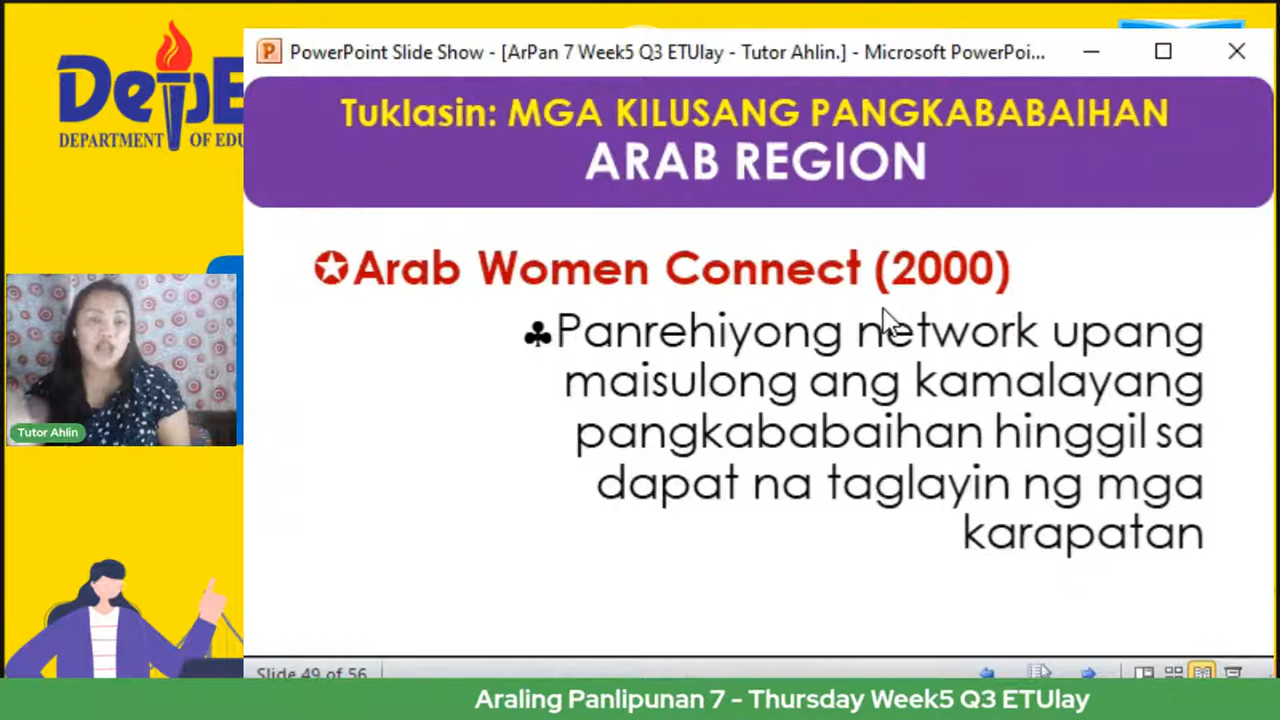 DepE
DEPARTMENT OF EDU
PowerPoint Slide Show - [ArPan 7 Week5 Q3 ETUlay - Tutor Ahlin.] - Microsoft PowerPoi...
Tuklasin: MGA KILUSANG PANGKABABAIHAN
ARAB REGION
✪Arab Women Connect (2000)
♣Panrehiyong network upang
maisulong ang kamalayang
pangkababaihan hinggil sa
dapat na taglayin ng mga
karapatan
Tutor Ahlin
Slide 49 of 56
Araling Panlipunan 7 - Thursday Week5 Q3 ETUlay